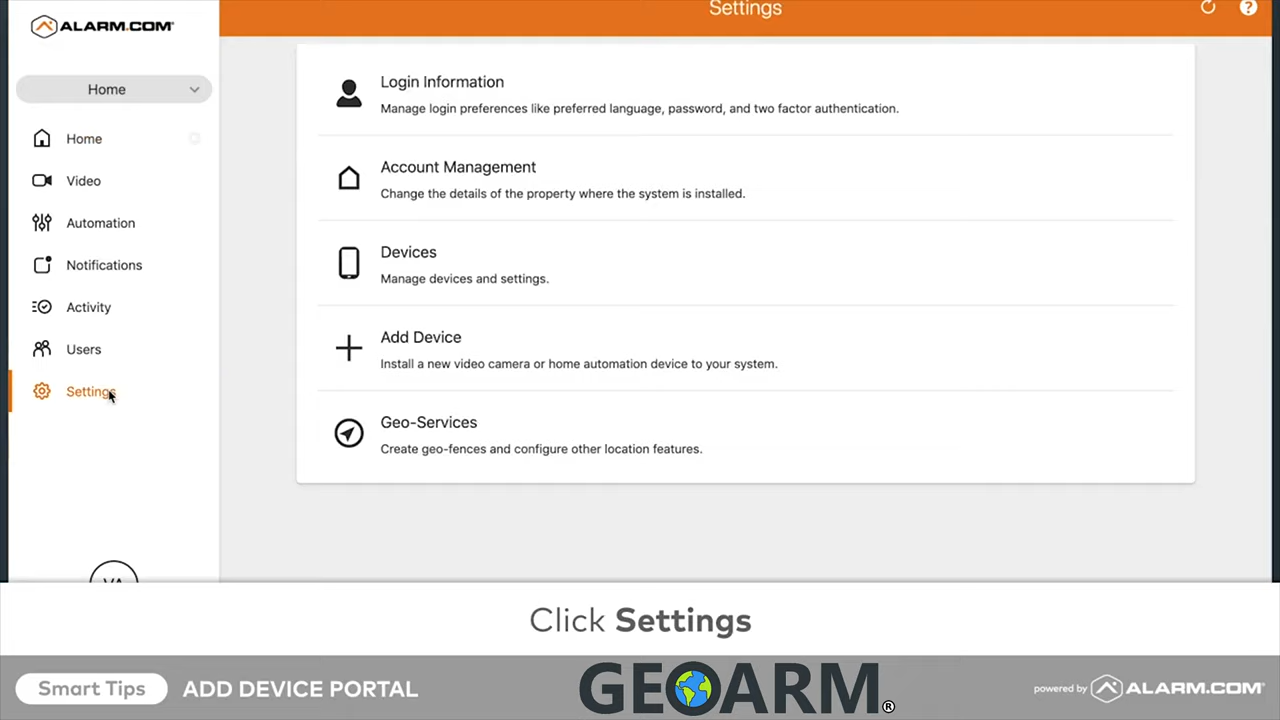 ALARM.COM®
Settings
?
Home
Home
Video
Automation
Notifications
Activity
Users
Settings
Login Information
Manage login preferences like preferred language, password, and two factor authentication.
Account Management
Change the details of the property where the system is installed.
Devices
Manage devices and settings.
Add Device
Install a new video camera or home automation device to your system.
Geo-Services
Create geo-fences and configure other location features.
Click Settings
Smart Tips
ADD DEVICE PORTAL
GEOARM®
powered by ALARM.COM®